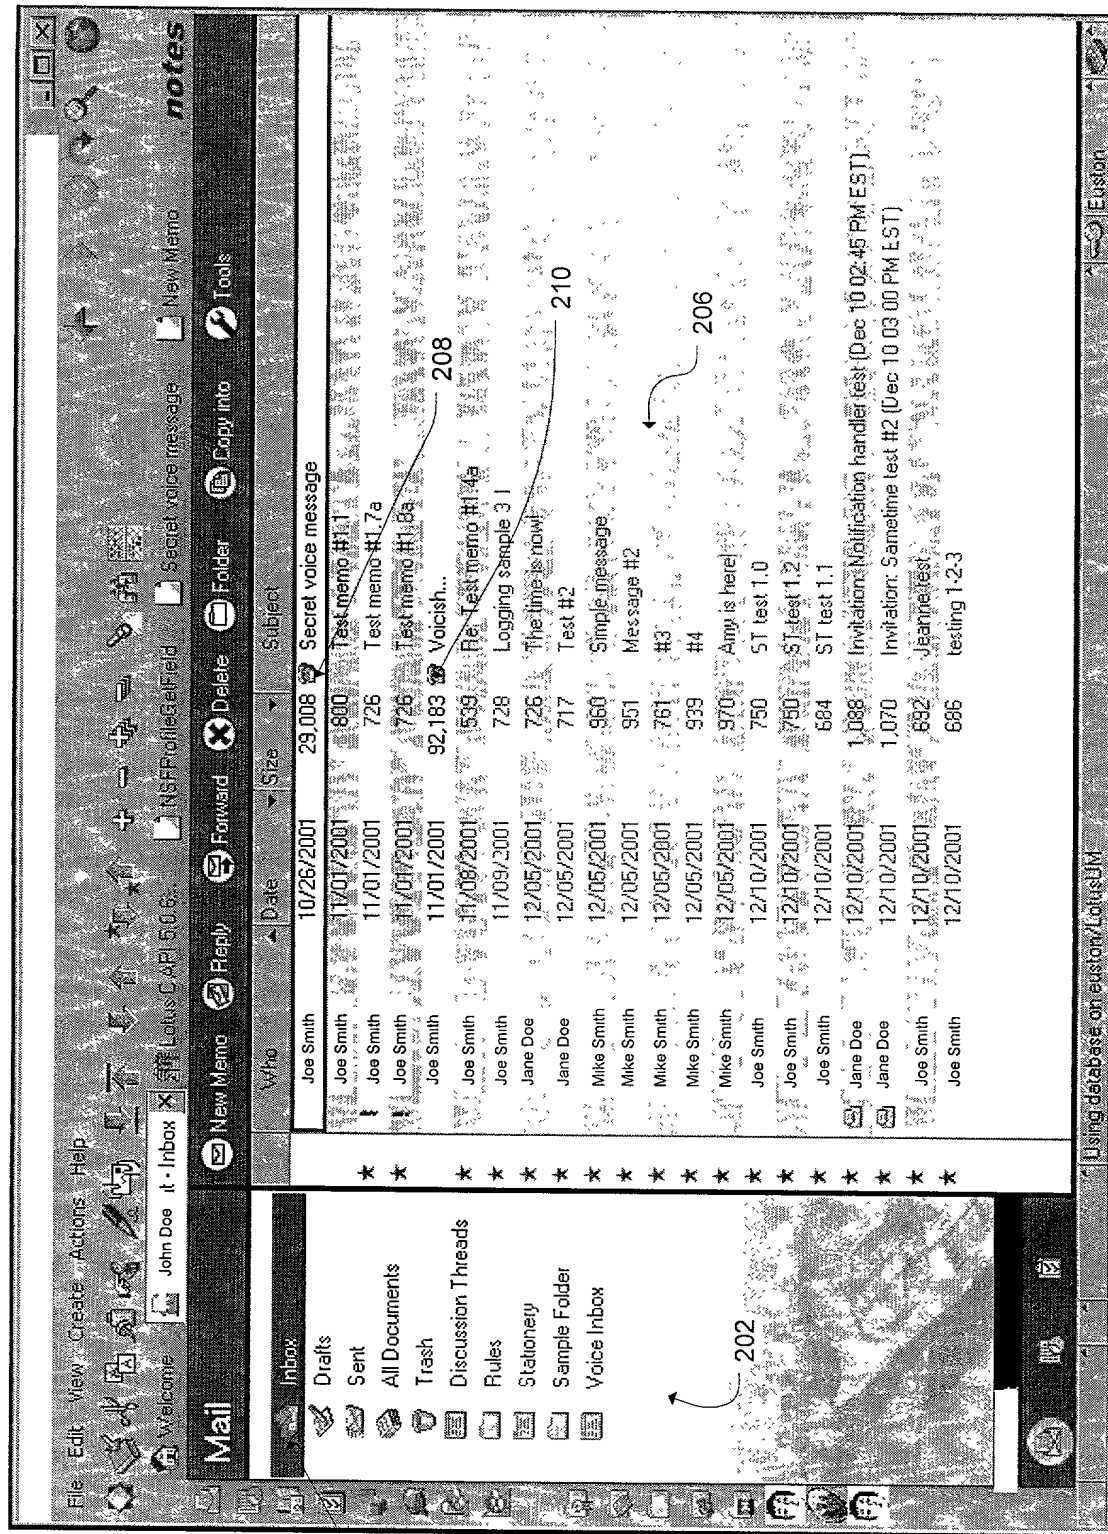 File Edit View Create Actions Help
Welcome
John Doe
it - Inbox
Lotus C API 5.0.6:...
NSFProfileGetField
Secret voice message
New Memo
notes
Mail
New Memo Reply Forward Delete Folder Copy into Tools
Inbox
Drafts
Sent
All Documents
Trash
Discussion Threads
Rules
Stationery
Sample Folder
Voice Inbox
202
Who Date Size Subject
Joe Smith 10/26/2001 29,008 Secret voice message
Joe Smith 11/01/2001 1,800 Test memo #1.1
Joe Smith 11/01/2001 726 Test memo #1.7a
Joe Smith 11/01/2001 726 Test memo #1.8a
Joe Smith 11/01/2001 92,183 Voicish...
Joe Smith 11/08/2001 1,539 Re: Test memo #1.4a
Joe Smith 11/09/2001 728 Logging sample 3 1
Jane Doe 12/05/2001 726 The time is now!
Jane Doe 12/05/2001 717 Test #2
Mike Smith 12/05/2001 960 Simple message
Mike Smith 12/05/2001 951 Message #2
Mike Smith 12/05/2001 761 #3
Mike Smith 12/05/2001 939 #4
Mike Smith 12/05/2001 970 Amy is here!
Joe Smith 12/10/2001 750 ST test 1.0
Joe Smith 12/10/2001 750 ST test 1.2
Joe Smith 12/10/2001 684 ST test 1.1
Jane Doe 12/10/2001 1,088 Invitation: Notification handler test (Dec 10 02:45 PM EST)
Jane Doe 12/10/2001 1,070 Invitation: Sametime test #2 (Dec 10 03 00 PM EST)
Joe Smith 12/10/2001 692 Jeanne test
Joe Smith 12/10/2001 686 testing 1-2-3
208
210
206
Using database on euston/LotusUM
Euston